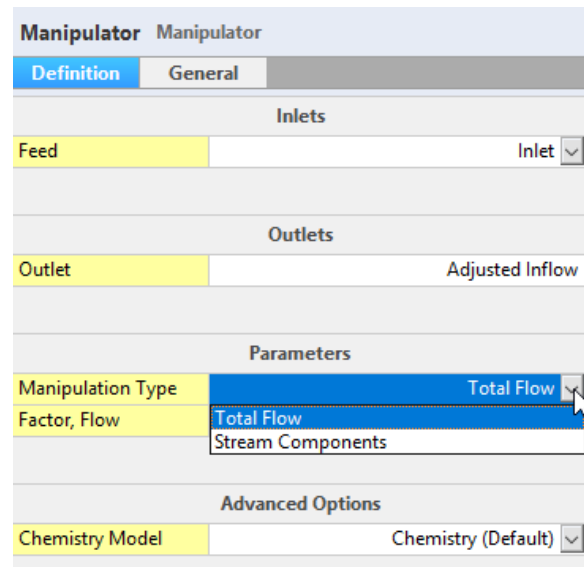 Manipulator Manipulator
Definition General
Inlets
Feed Inlet
Outlets
Outlet Adjusted Inflow
Parameters
Manipulation Type Total Flow
Factor, Flow Total Flow
Stream Components
Advanced Options
Chemistry Model Chemistry (Default)